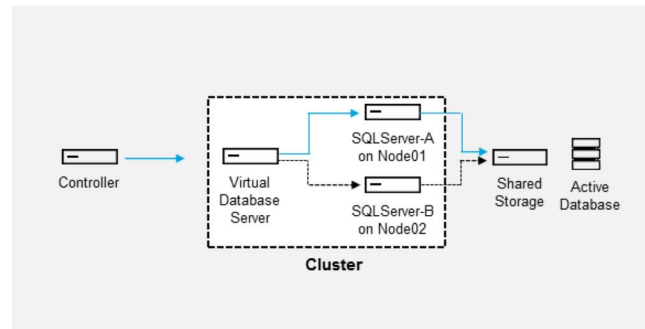 SQLServer-A
on Node01
Controller
Virtual
Database
Server
Shared
Storage
Active
Database
SQLServer-B
on Node02
Cluster